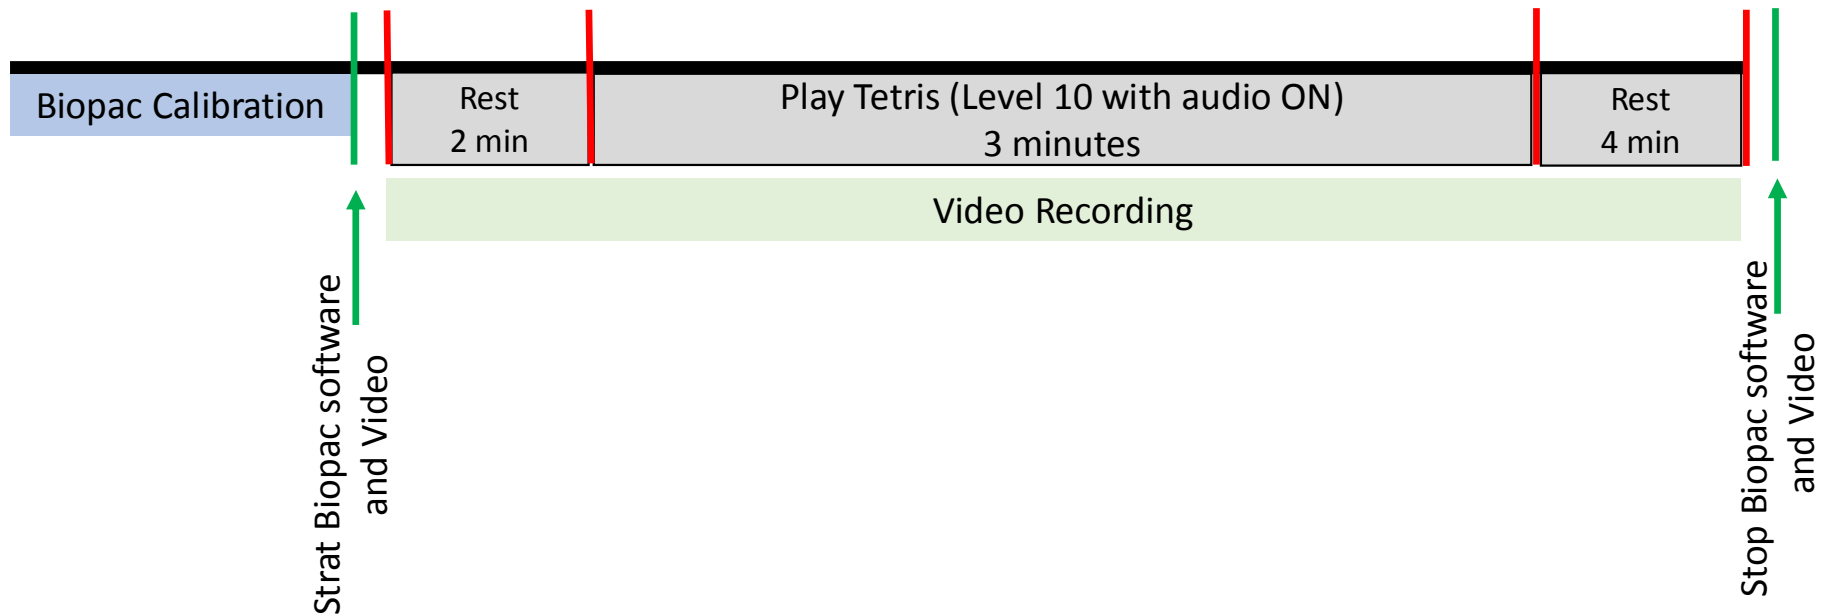 Biopac Calibration
Rest
2 min
Play Tetris (Level 10 with audio ON)
3 minutes
Rest
4 min
Video Recording
Strat Biopac software
and Video
Stop Biopac software
and Video